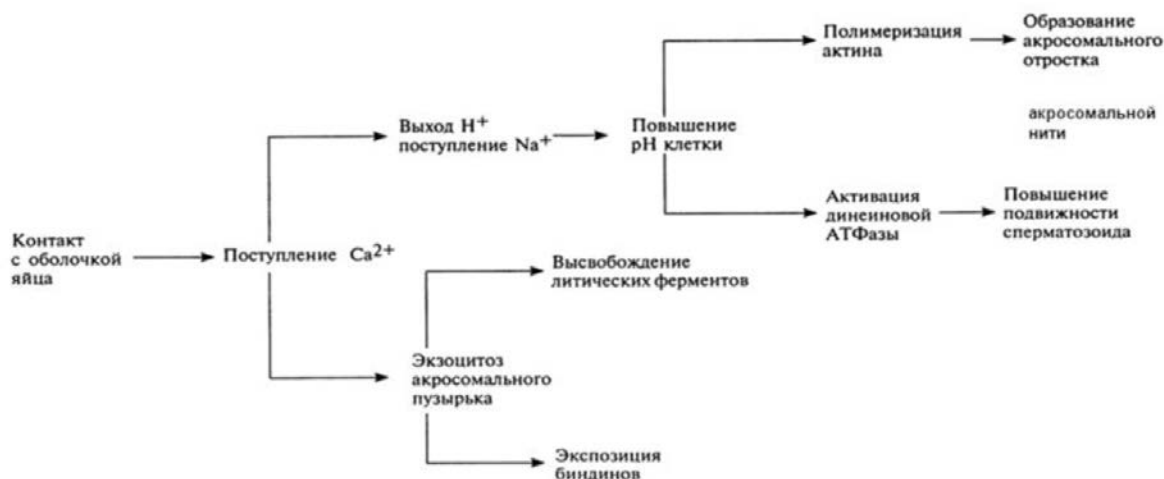 Полимеризация
актина
Образование
акросомального
отростка
акросомальной
нити
Выход H⁺
поступление Na⁺
Повышение
pH клетки
Активация
динеиновой
АТФазы
Повышение
подвижности
сперматозоида
Контакт
с оболочкой
яйца
Поступление Ca²⁺
Высвобождение
литических ферментов
Экзоцитоз
акросомального
пузырька
Экспозиция
биндинов